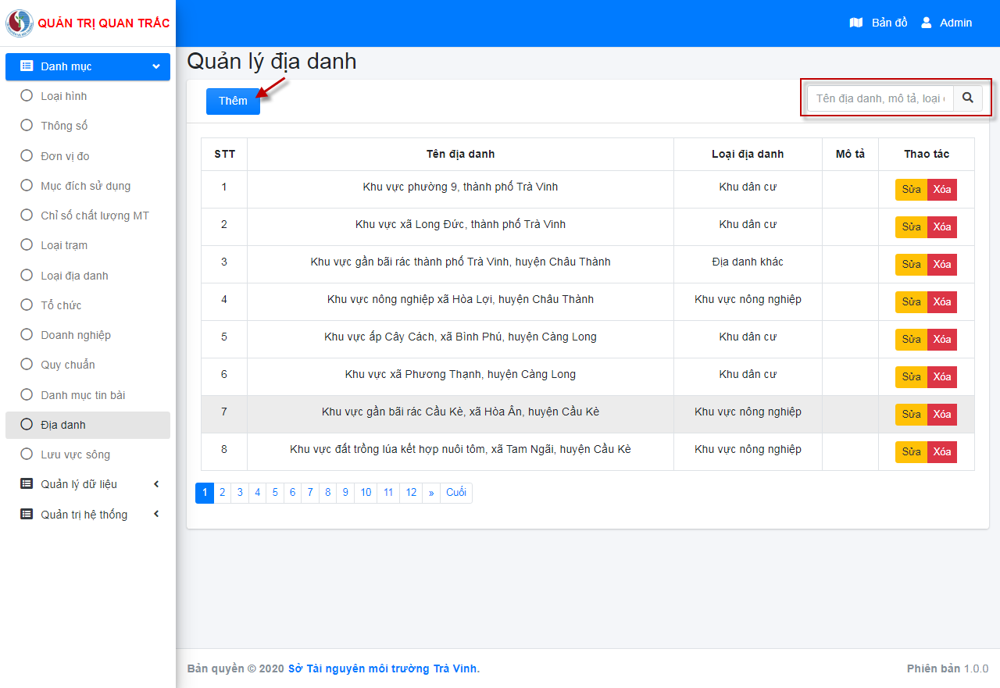 QUẢN TRỊ QUAN TRẮC
Bản đồ Admin
Danh mục
Loại hình
Thông số
Đơn vị đo
Mục đích sử dụng
Chỉ số chất lượng MT
Loại trạm
Loại địa danh
Tổ chức
Doanh nghiệp
Quy chuẩn
Danh mục tin bài
Địa danh
Lưu vực sông
Quản lý dữ liệu
Quản trị hệ thống
Quản lý địa danh
Thêm
Tên địa danh, mô tả, loại
STT Tên địa danh Loại địa danh Mô tả Thao tác
1 Khu vực phường 9, thành phố Trà Vinh Khu dân cư Sửa Xóa
2 Khu vực xã Long Đức, thành phố Trà Vinh Khu dân cư Sửa Xóa
3 Khu vực gần bãi rác thành phố Trà Vinh, huyện Châu Thành Địa danh khác Sửa Xóa
4 Khu vực nông nghiệp xã Hòa Lợi, huyện Châu Thành Khu vực nông nghiệp Sửa Xóa
5 Khu vực ấp Cây Cách, xã Bình Phú, huyện Càng Long Khu dân cư Sửa Xóa
6 Khu vực xã Phương Thạnh, huyện Càng Long Khu dân cư Sửa Xóa
7 Khu vực gần bãi rác Cầu Kè, xã Hòa Ân, huyện Cầu Kè Khu vực nông nghiệp Sửa Xóa
8 Khu vực đất trồng lúa kết hợp nuôi tôm, xã Tam Ngãi, huyện Cầu Kè Khu vực nông nghiệp Sửa Xóa
1 2 3 4 5 6 7 8 9 10 11 12 » Cuối
Bản quyền © 2020 Sở Tài nguyên môi trường Trà Vinh. Phiên bản 1.0.0